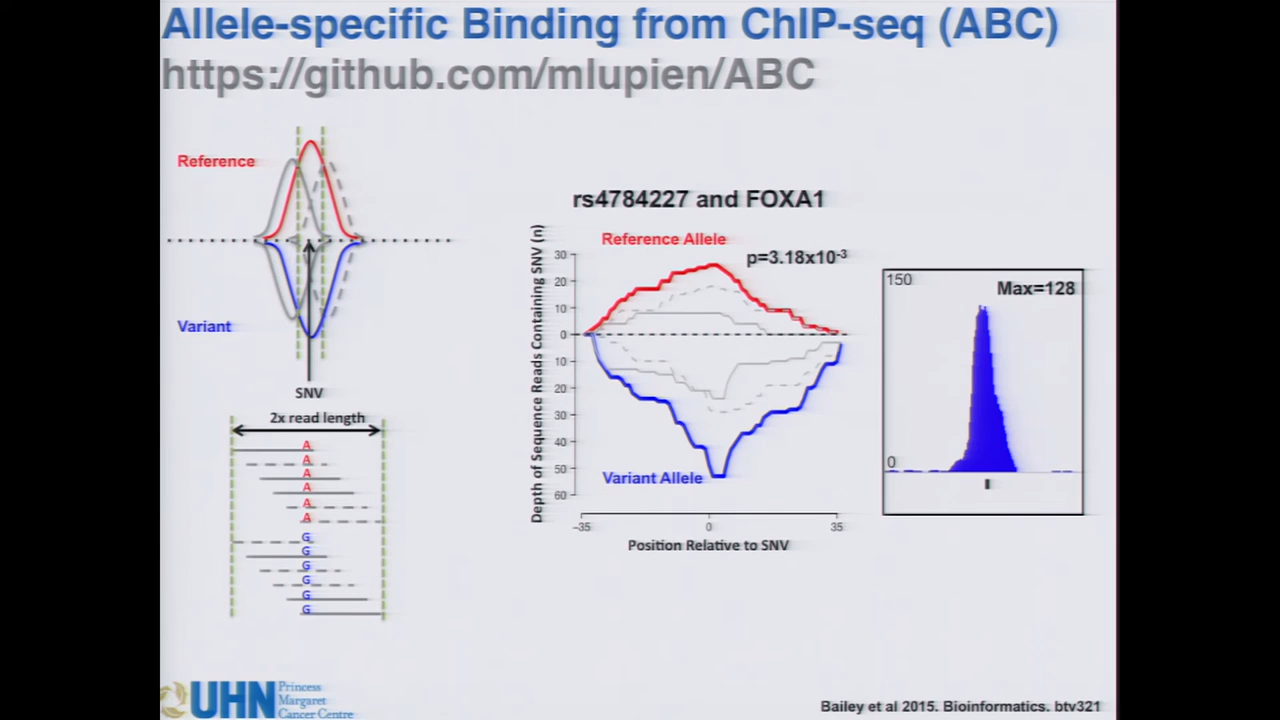 Allele-specific Binding from ChIP-seq (ABC)
https://github.com/mlupien/ABC
Reference
Variant
SNV
2x read length
A
A
A
A
A
A
G
G
G
G
G
G
rs4784227 and FOXA1
Depth of Sequence Reads Containing SNV (n)
Reference Allele
p=3.18x10-3
30
20
10
0
10
20
30
40
50
60
Variant Allele
-35
0
35
Position Relative to SNV
150
Max=128
0
UHN
Princess
Margaret
Cancer Centre
Bailey et al 2015. Bioinformatics. btv321